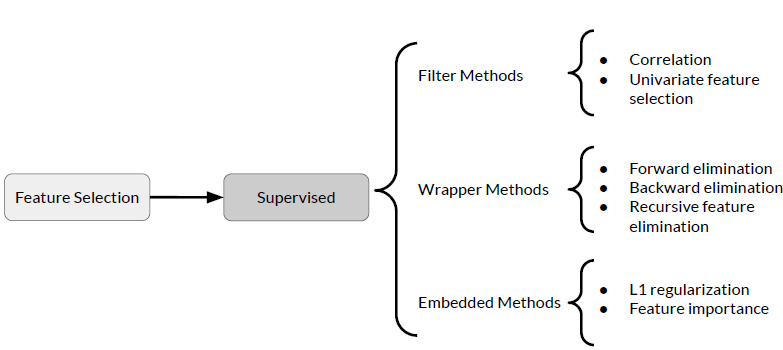 Feature Selection
Supervised
Filter Methods
● Correlation
● Univariate feature
selection
Wrapper Methods
● Forward elimination
● Backward elimination
● Recursive feature
elimination
Embedded Methods
● L1 regularization
● Feature importance